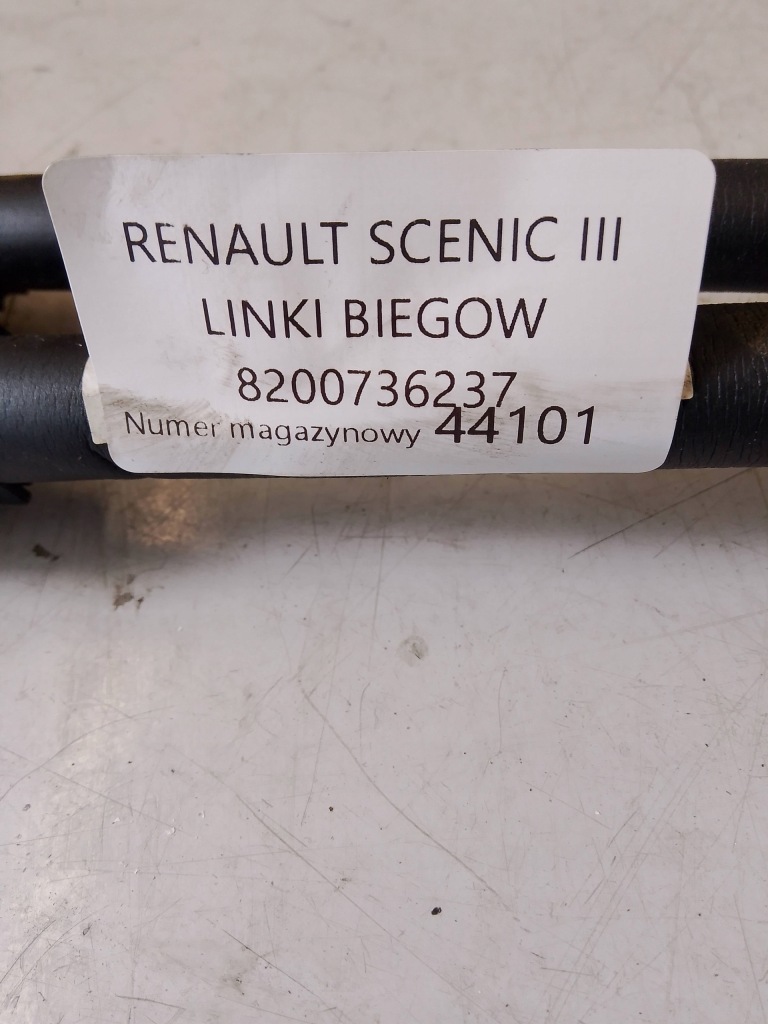 RENAULT SCENIC III
LINKI BIEGOW
8200736237
Numer magazynowy 44101